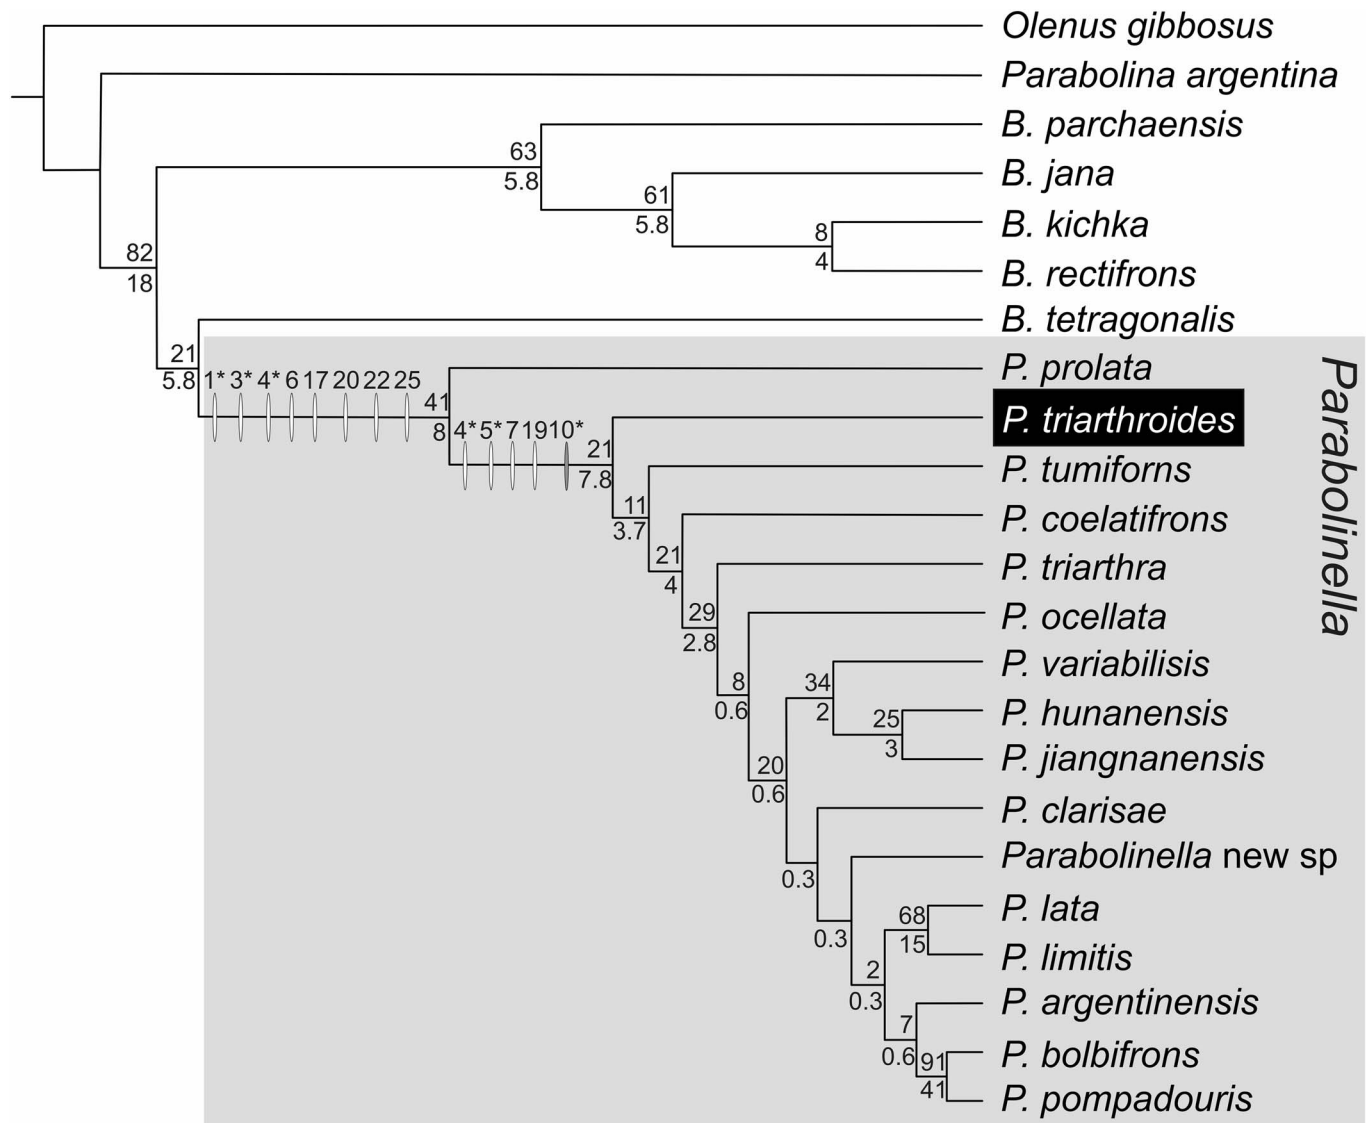 Olenus gibbosus
Parabolina argentina
B. parchaensis
63
5.8
B. jana
61
5.8
B. kichka
8
4
B. rectifrons
82
18
B. tetragonalis
21
5.8
P. prolata
1* 3* 4* 6 17 20 22 25
41
8
P. triarthroides
4* 5* 7 19 10*
21
7.8
P. tumiforns
11
3.7
P. coelatifrons
21
4
P. triarthra
29
2.8
P. ocellata
8
0.6
P. variabilisis
34
2
P. hunanensis
25
3
P. jiangnanensis
20
0.6
P. clarisae
0.3
Parabolinella new sp
0.3
P. lata
68
15
P. limitis
2
0.3
P. argentinensis
7
0.6
P. bolbifrons
91
41
P. pompadouris
Parabolinella